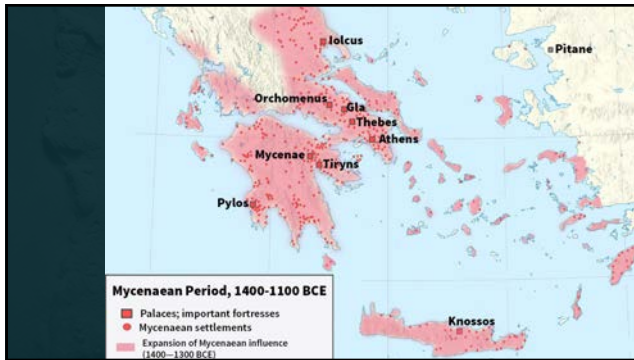 Iolcus
Pitane
Orchomenus
Gla
Thebes
Athens
Mycenae
Tiryns
Pylos
Mycenaean Period, 1400-1100 BCE
Palaces; important fortresses
Mycenaean settlements
Expansion of Mycenaean influence
(1400—1300 BCE)
Knossos